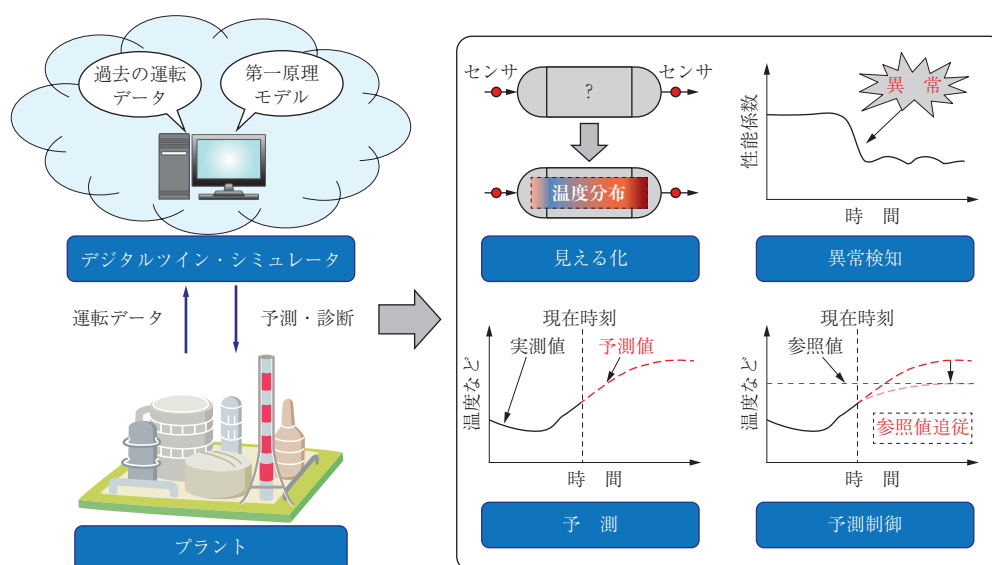 過去の運転
データ
第一原理
モデル
デジタルツイン・シミュレータ
運転データ
予測・診断
プラント
センサ
センサ
?
温度分布
見える化
性能係数
異 常
時 間
異常検知
現在時刻
実測値
予測値
温度など
時 間
予 測
現在時刻
参照値
温度など
参照値追従
時 間
予測制御